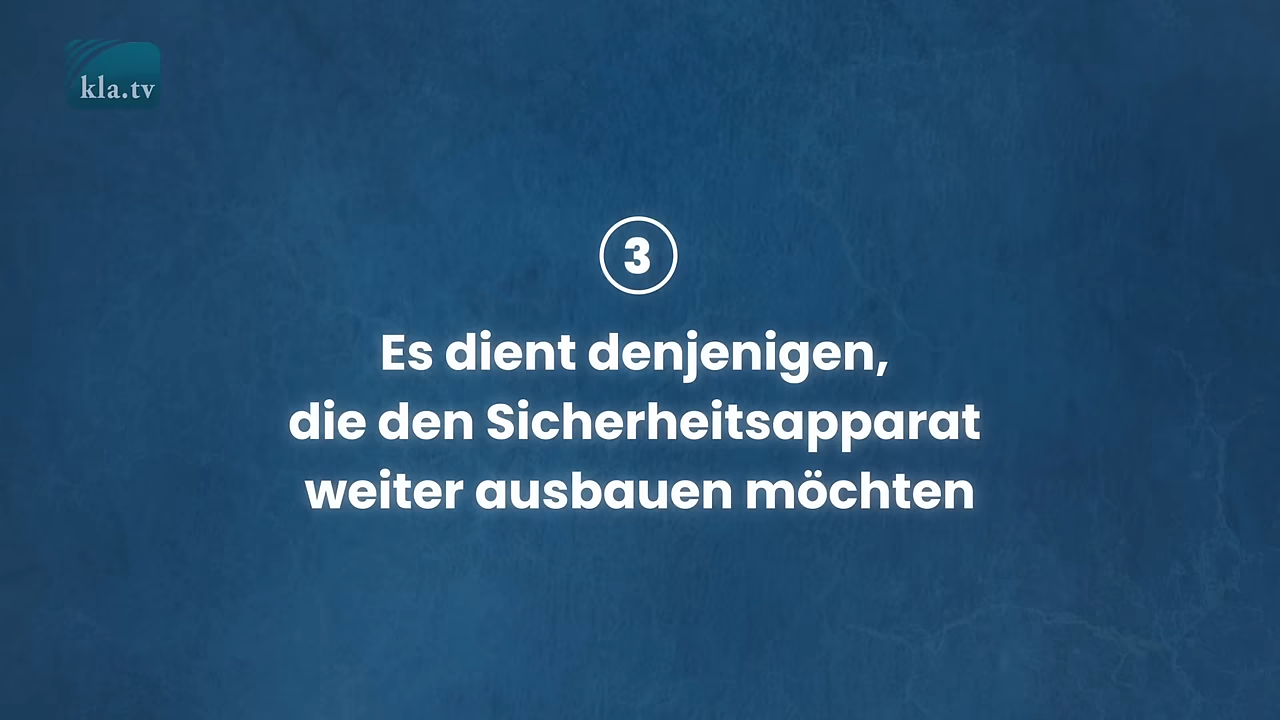 kla.tv
3
Es dient denjenigen,
die den Sicherheitsapparat
weiter ausbauen möchten